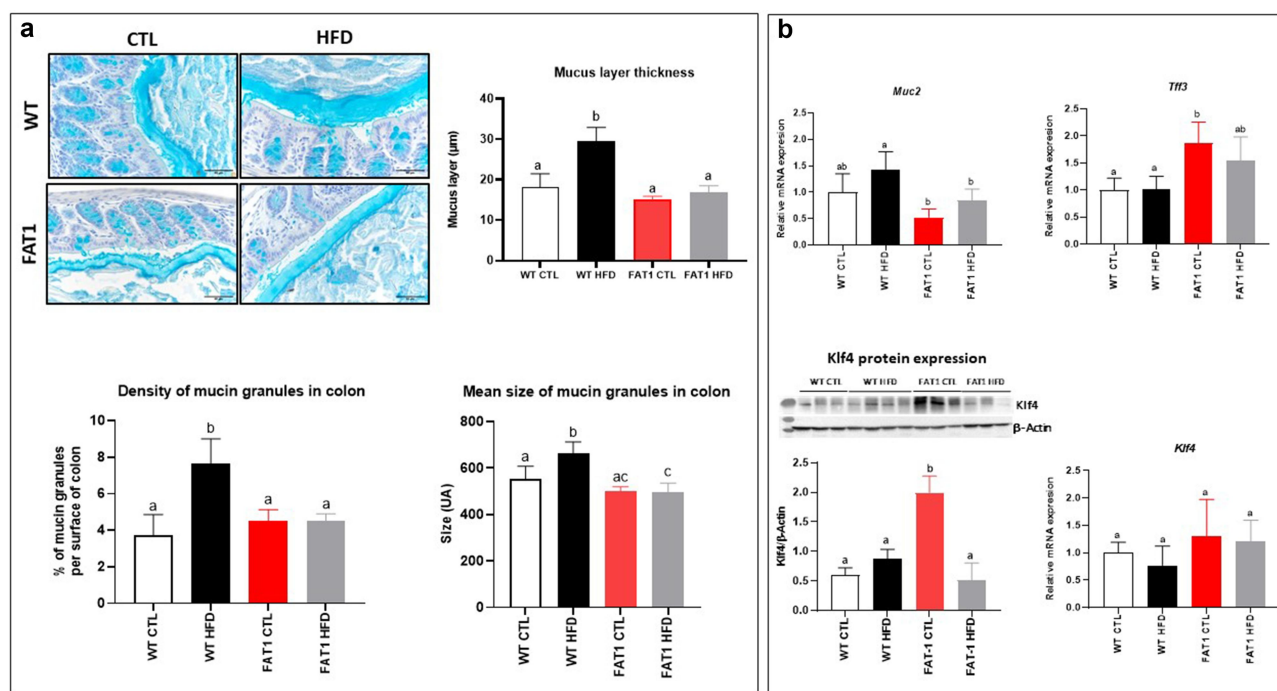 a
CTL
HFD
WT
FAT1
Mucus layer thickness
Mucus layer (µm)
40
30
20
10
0
a
b
a
a
WT CTL
WT HFD
FAT1 CTL
FAT1 HFD
Density of mucin granules in colon
% of mucin granules
per surface of colon
10
8
6
4
2
0
a
b
a
a
WT CTL
WT HFD
FAT1 CTL
FAT1 HFD
Mean size of mucin granules in colon
Size (UA)
800
600
400
200
0
a
b
ac
c
WT CTL
WT HFD
FAT1 CTL
FAT1 HFD
b
Muc2
Relative mRNA expression
2.5
2.0
1.5
1.0
0.5
0.0
ab
a
b
b
WT CTL
WT HFD
FAT1 CTL
FAT1 HFD
Tff3
Relative mRNA expression
2.5
2.0
1.5
1.0
0.5
0.0
a
a
b
ab
WT CTL
WT HFD
FAT1 CTL
FAT1 HFD
Klf4 protein expression
WT CTL WT HFD FAT1 CTL FAT1 HFD
Klf4
β-Actin
Klf4/β-Actin
2.5
2.0
1.5
1.0
0.5
0.0
a
a
b
a
WT CTL
WT HFD
FAT-1 CTL
FAT-1 HFD
Klf4
Relative mRNA expression
2.5
2.0
1.5
1.0
0.5
0.0
a
a
a
a
WT CTL
WT HFD
FAT1 CTL
FAT1 HFD